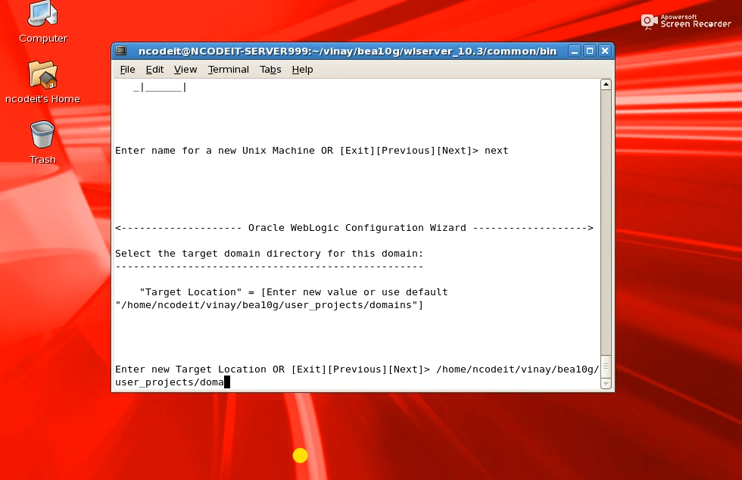 Apowersoft
Screen Recorder
Computer
ncodeit's Home
Trash
ncodeit@NCODEIT-SERVER999:~/vinay/bea10g/wlserver_10.3/common/bin
File Edit View Terminal Tabs Help
_|______|
Enter name for a new Unix Machine OR [Exit][Previous][Next]> next
<-------------------- Oracle WebLogic Configuration Wizard ------------------->
Select the target domain directory for this domain:
---------------------------------------------------
"Target Location" = [Enter new value or use default
"/home/ncodeit/vinay/bea10g/user_projects/domains"]
Enter new Target Location OR [Exit][Previous][Next]> /home/ncodeit/vinay/bea10g/
user_projects/doma